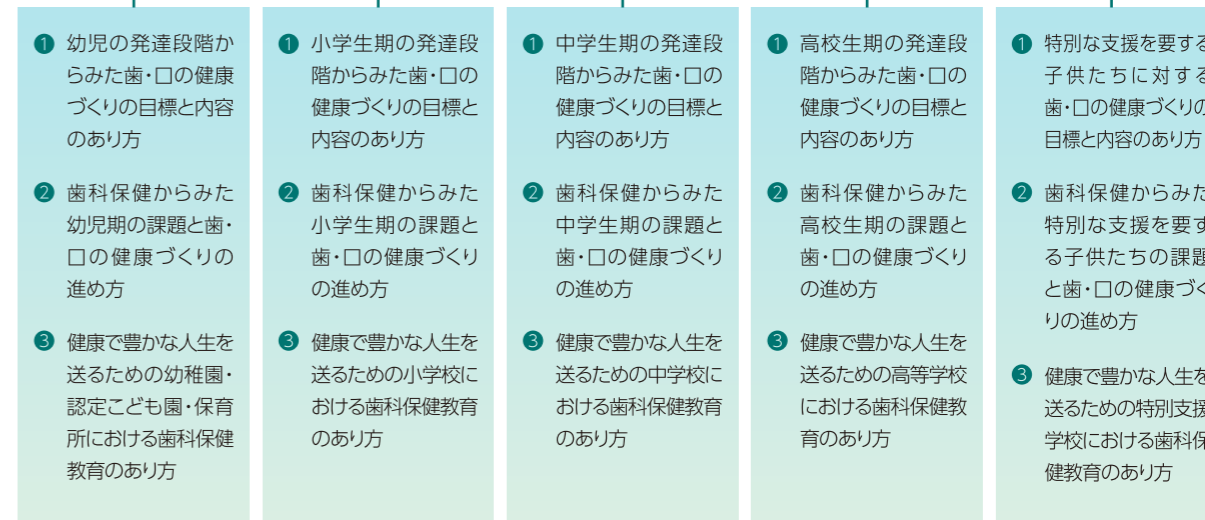 ❶ 幼児の発達段階か
らみた歯・口の健康
づくりの目標と内容
のあり方
❷ 歯科保健からみた
幼児期の課題と歯・
口の健康づくりの
進め方
❸ 健康で豊かな人生を
送るための幼稚園・
認定こども園・保育
所における歯科保健
教育のあり方
❶ 小学生期の発達段
階からみた歯・口の
健康づくりの目標と
内容のあり方
❷ 歯科保健からみた
小学生期の課題と
歯・口の健康づくり
の進め方
❸ 健康で豊かな人生を
送るための小学校に
おける歯科保健教育
のあり方
❶ 中学生期の発達段
階からみた歯・口の
健康づくりの目標と
内容のあり方
❷ 歯科保健からみた
中学生期の課題と
歯・口の健康づくり
の進め方
❸ 健康で豊かな人生を
送るための中学校に
おける歯科保健教育
のあり方
❶ 高校生期の発達段
階からみた歯・口の
健康づくりの目標と
内容のあり方
❷ 歯科保健からみた
高校生期の課題と
歯・口の健康づくり
の進め方
❸ 健康で豊かな人生を
送るための高等学校
における歯科保健教
育のあり方
❶ 特別な支援を要する
子供たちに対する
歯・口の健康づくりの
目標と内容のあり方
❷ 歯科保健からみた
特別な支援を要す
る子供たちの課題
と歯・口の健康づく
りの進め方
❸ 健康で豊かな人生を
送るための特別支援
学校における歯科保
健教育のあり方